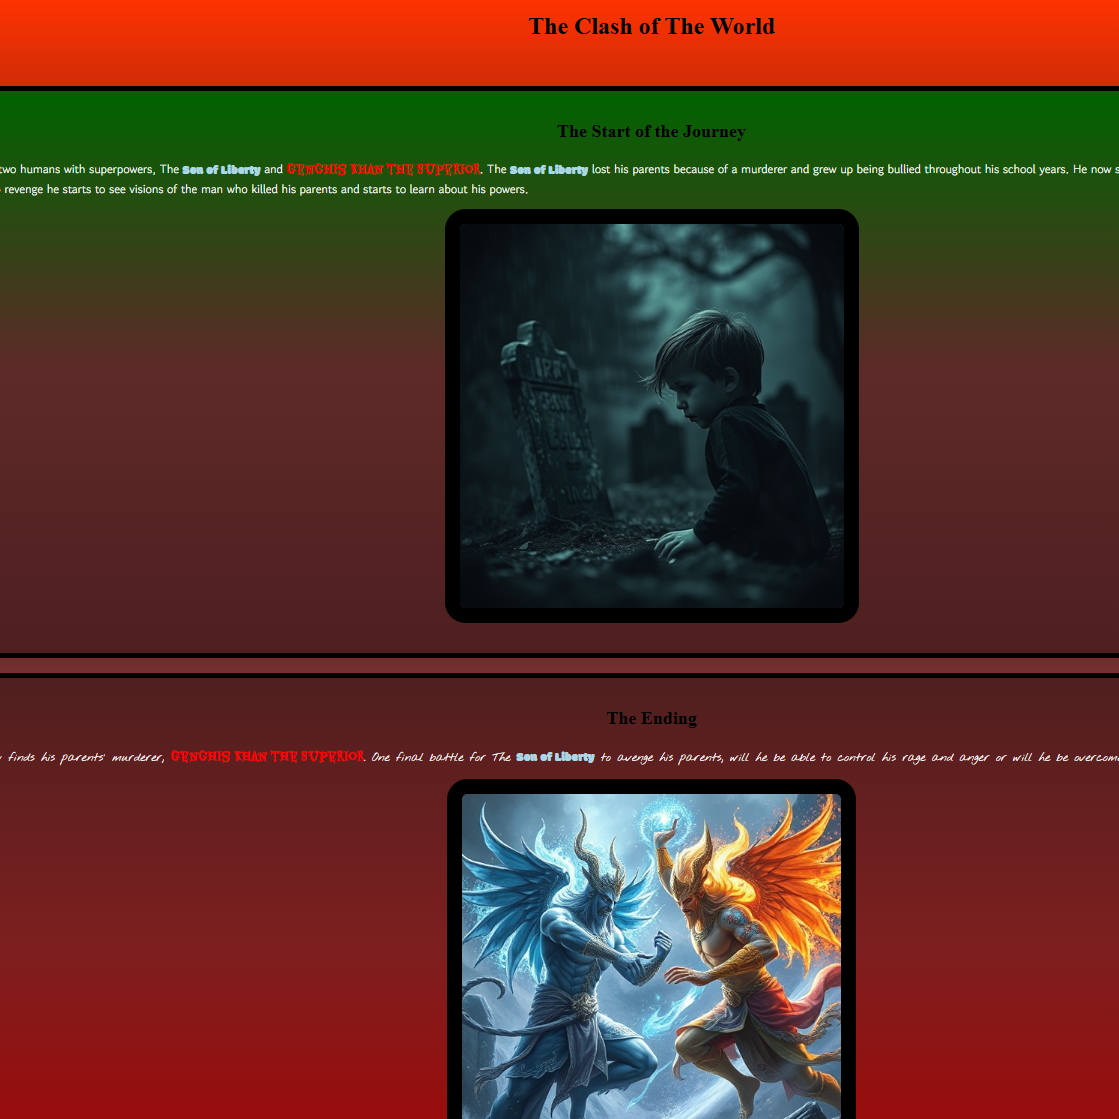 The Clash of The World
The Start of the Journey
two humans with superpowers, The Son of Liberty and GENGHIS KHAN THE SUPERIOR. The Son of Liberty lost his parents because of a murderer and grew up being bullied throughout his school years. He now s
revenge he starts to see visions of the man who killed his parents and starts to learn about his powers.
The Ending
finds his parents' murderer, GENGHIS KHAN THE SUPERIOR. One final battle for The Son of Liberty to avenge his parents, will he be able to control his rage and anger or will he be overcom